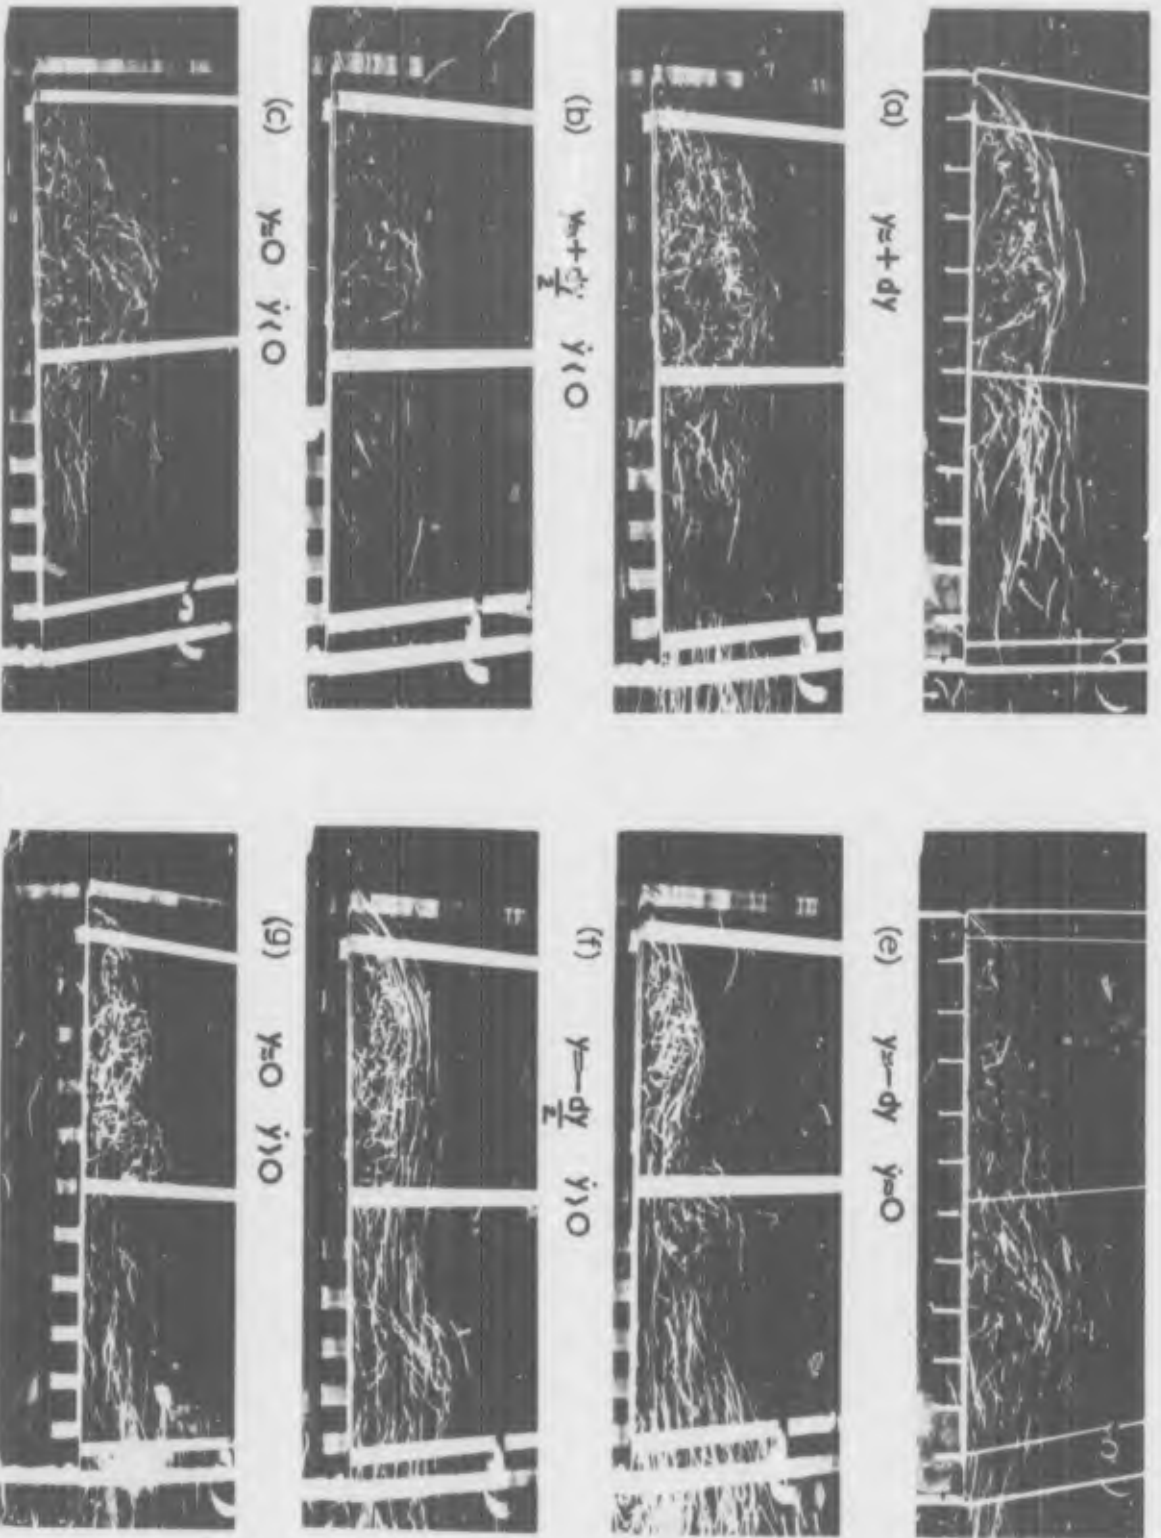 (a) y=+ dy
(b) y=+dy/2 ẏ<0
(c) y=0 ẏ<0
(e) y=-dy ẏ=0
(f) y=-dy/2 ẏ>0
(g) y=0 ẏ>0